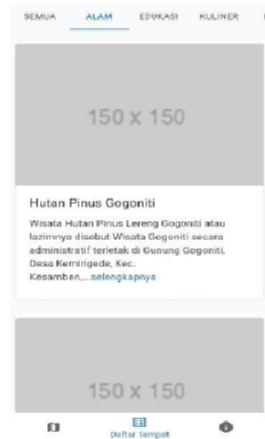 SEMUA ALAM EDUKASI KULINER
150 x 150
Hutan Pinus Gogoniti
Wisata Hutan Pinus Lereng Gogoniti atau
lazimnya disebut Wisata Gogoniti secara
administratif terletak di Gunung Gogoniti,
Desa Kemirigede, Kec.
Kesamben,...selengkapnya
150 x 150
Daftar Tempat